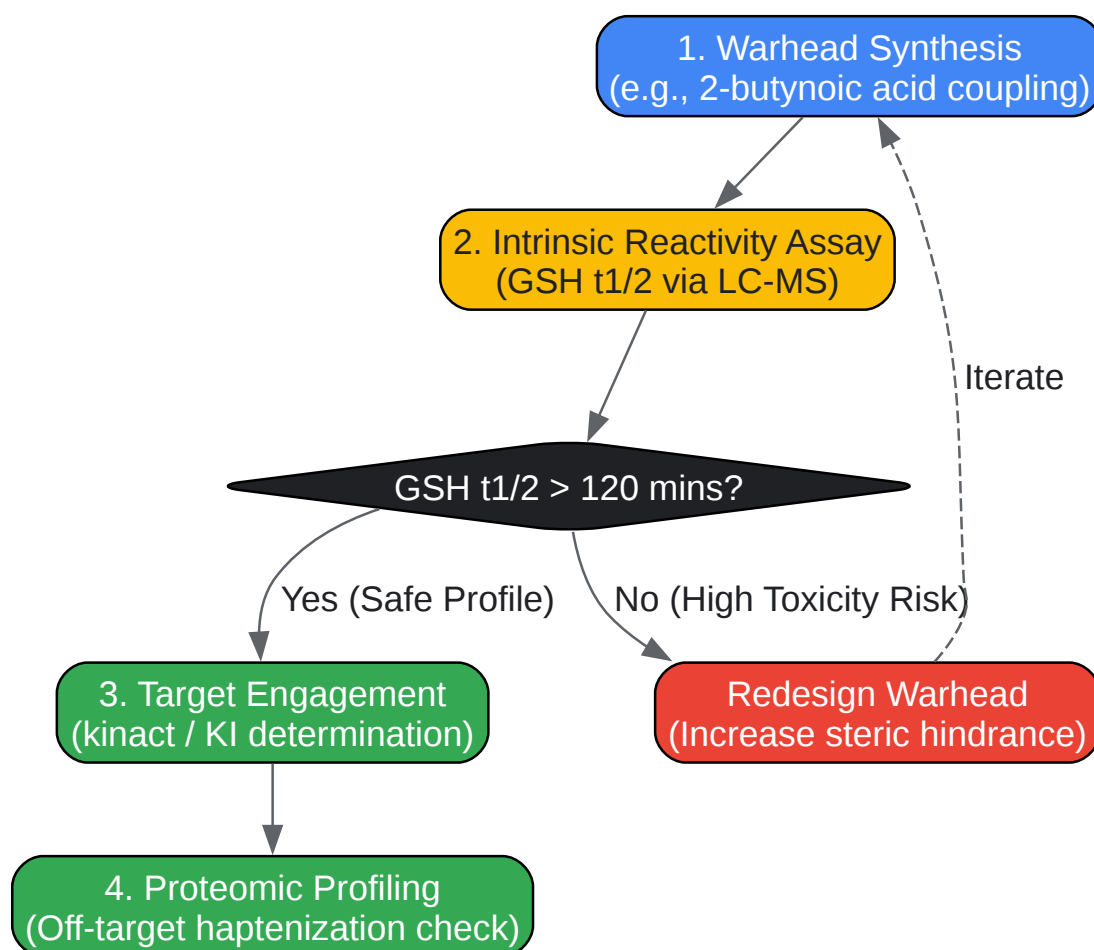 1. Warhead Synthesis
(e.g., 2-butynoic acid coupling)
2. Intrinsic Reactivity Assay
(GSH t1/2 via LC-MS)
Iterate
GSH t1/2 > 120 mins?
Yes (Safe Profile)
No (High Toxicity Risk)
3. Target Engagement
(kinact / KI determination)
Redesign Warhead
(Increase steric hindrance)
4. Proteomic Profiling
(Off-target haptenization check)